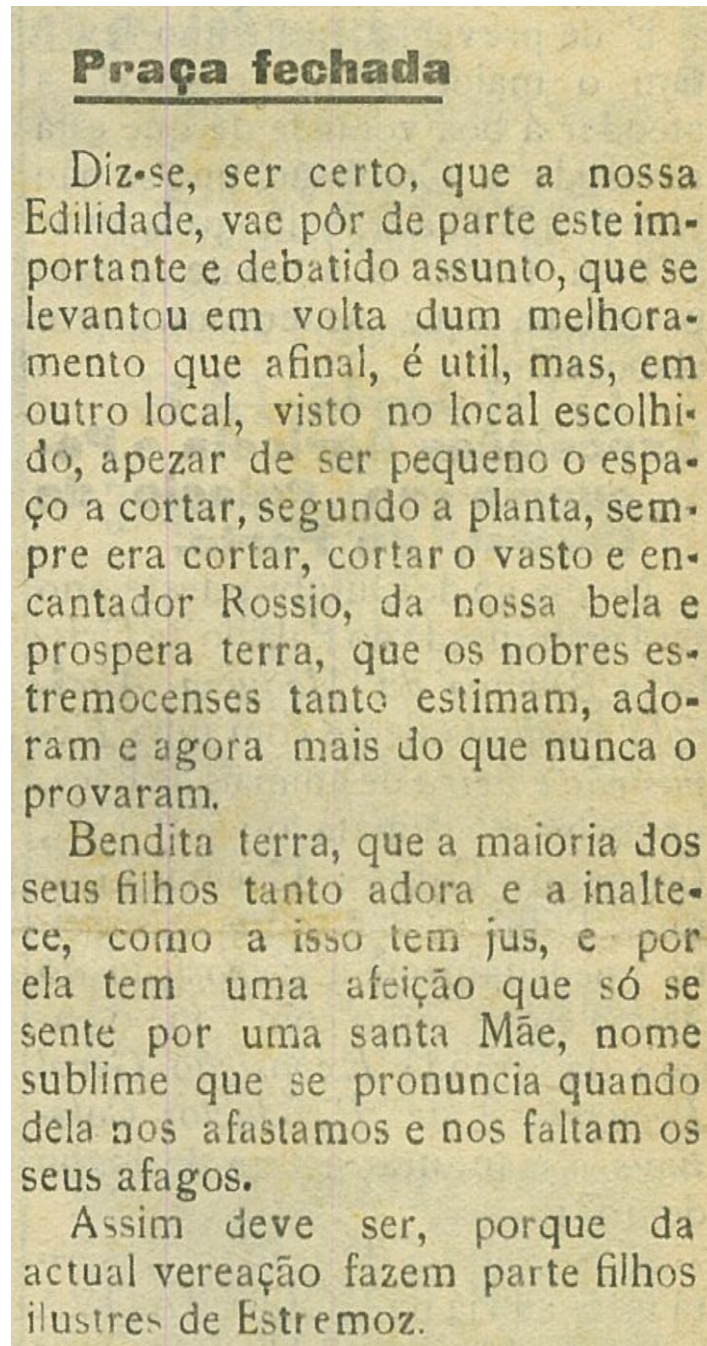 Praça fechada
Diz-se, ser certo, que a nossa
Edilidade, vae pôr de parte este im-
portante e debatido assunto, que se
levantou em volta dum melhora-
mento que afinal, é util, mas, em
outro local, visto no local escolhi-
do, apezar de ser pequeno o espa-
ço a cortar, segundo a planta, sem-
pre era cortar, cortar o vasto e en-
cantador Rossio, da nossa bela e
prospera terra, que os nobres es-
tremocenses tanto estimam, ado-
ram e agora mais do que nunca o
provaram.
Bendita terra, que a maioria dos
seus filhos tanto adora e a inalte-
ce, como a isso tem jus, e por
ela tem uma afeição que só se
sente por uma santa Mãe, nome
sublime que se pronuncia quando
dela nos afastamos e nos faltam os
seus afagos.
Assim deve ser, porque da
actual vereação fazem parte filhos
ilustres de Estremoz.